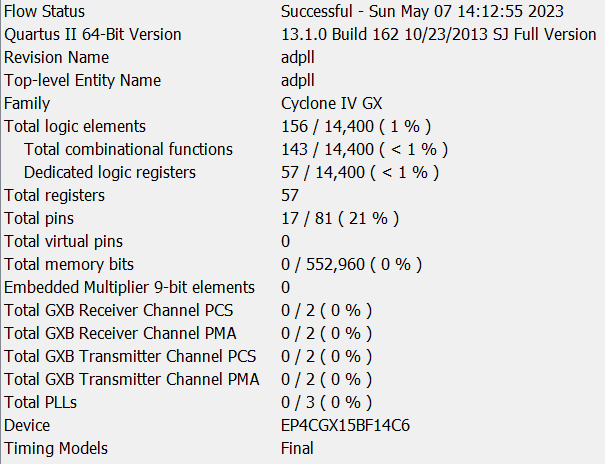 Flow Status Successful - Sun May 07 14:12:55 2023
Quartus II 64-Bit Version 13.1.0 Build 162 10/23/2013 SJ Full Version
Revision Name adpll
Top-level Entity Name adpll
Family Cyclone IV GX
Total logic elements 156 / 14,400 ( 1 % )
Total combinational functions 143 / 14,400 ( < 1 % )
Dedicated logic registers 57 / 14,400 ( < 1 % )
Total registers 57
Total pins 17 / 81 ( 21 % )
Total virtual pins 0
Total memory bits 0 / 552,960 ( 0 % )
Embedded Multiplier 9-bit elements 0
Total GXB Receiver Channel PCS 0 / 2 ( 0 % )
Total GXB Receiver Channel PMA 0 / 2 ( 0 % )
Total GXB Transmitter Channel PCS 0 / 2 ( 0 % )
Total GXB Transmitter Channel PMA 0 / 2 ( 0 % )
Total PLLs 0 / 3 ( 0 % )
Device EP4CGX15BF14C6
Timing Models Final